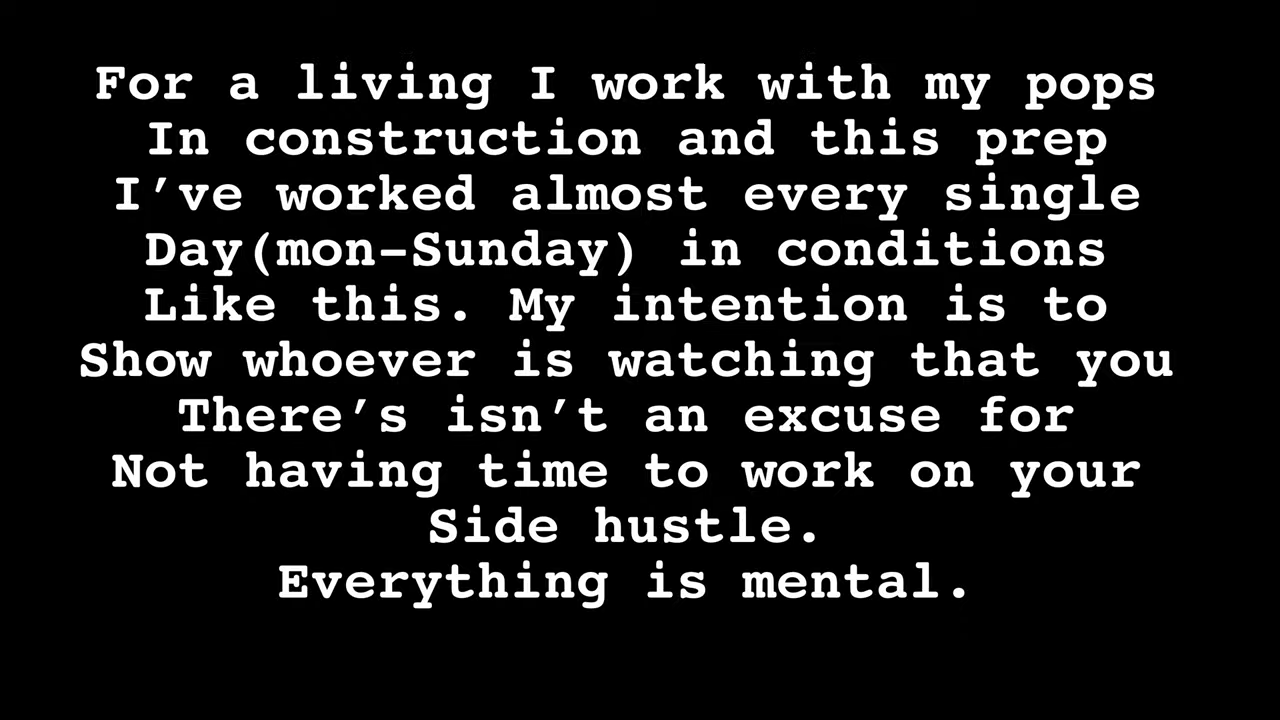 For a living I work with my pops
In construction and this prep
I’ve worked almost every single
Day(mon-Sunday) in conditions
Like this. My intention is to
Show whoever is watching that you
There’s isn’t an excuse for
Not having time to work on your
Side hustle.
Everything is mental.